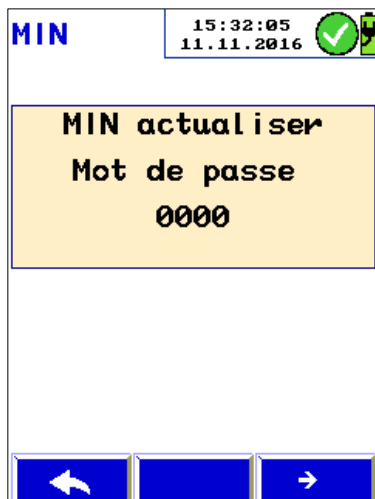 MIN
15:32:05
11.11.2016
MIN actualiser
Mot de passe
0000